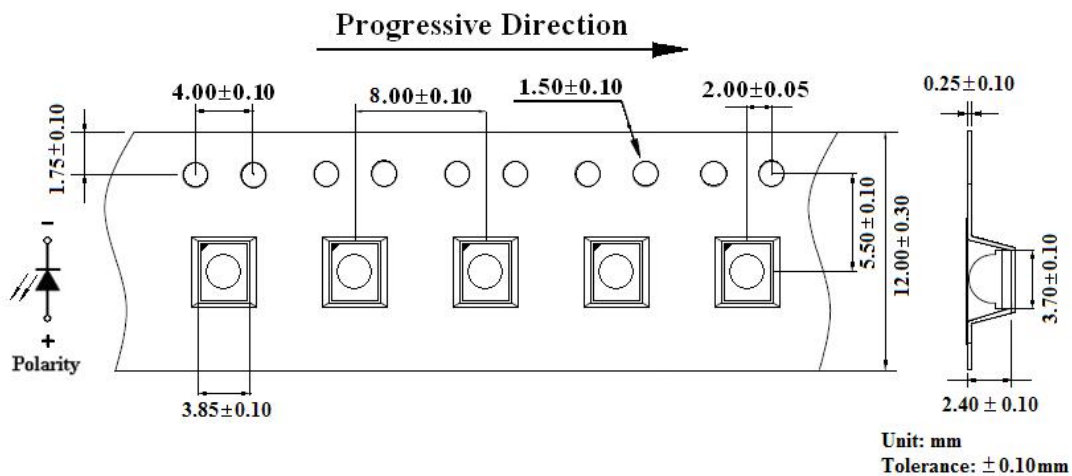 Progressive Direction
4.00±0.10
8.00±0.10
1.50±0.10
2.00±0.05
0.25±0.10
1.75±0.10
5.50±0.10
12.00±0.30
3.70±0.10
-
+
Polarity
3.85±0.10
2.40 ± 0.10
Unit: mm
Tolerance: ±0.10mm